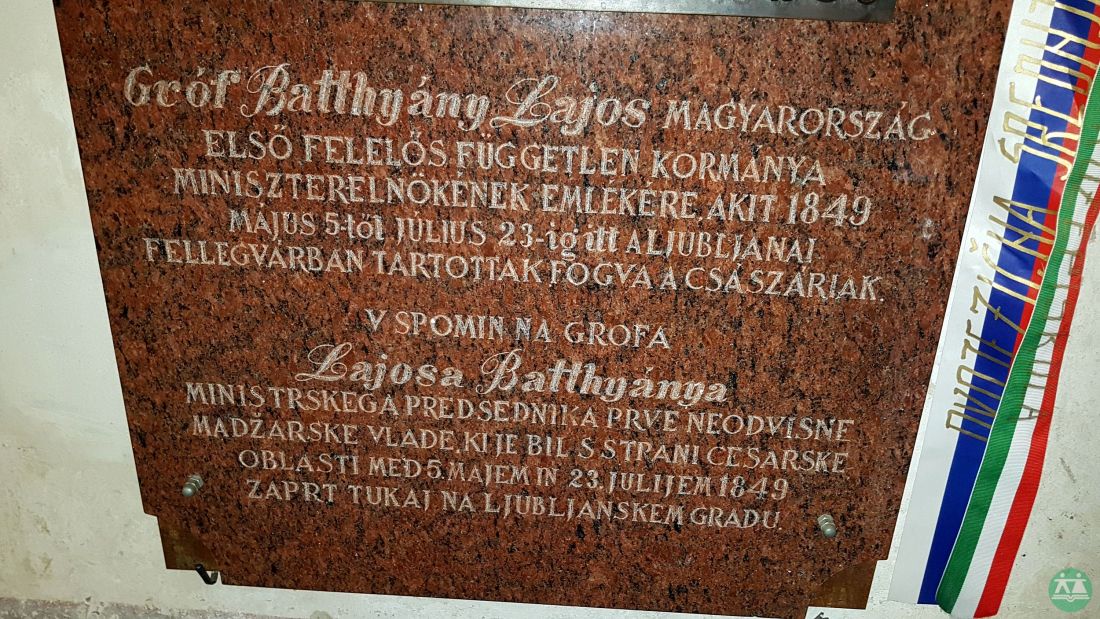 Gróf Batthyány Lajos MAGYARORSZÁG
ELSŐ FELELŐS FÜGGETLEN KORMÁNYA
MINISZTERELNÖKÉNEK EMLÉKÉRE, AKIT 1849
MÁJUS 5-től JÚLIUS 23-ig itt A LJUBLJANAI
FELLEGVÁRBAN TARTOTTAK FOGVA A CSÁSZÁRIAK.
V SPOMIN NA GROFA
Lajosa Batthyánya
MINISTRSKEGA PREDSEDNIKA PRVE NEODVISNE
MADŽARSKE VLADE, KI JE BIL S STRANI CESARSKE
OBLASTI MED 5. MAJEM IN 23. JULIJEM 1849
ZAPRT TUKAJ NA LJUBLJANSKEM GRADU.
DVOJEZIČNA